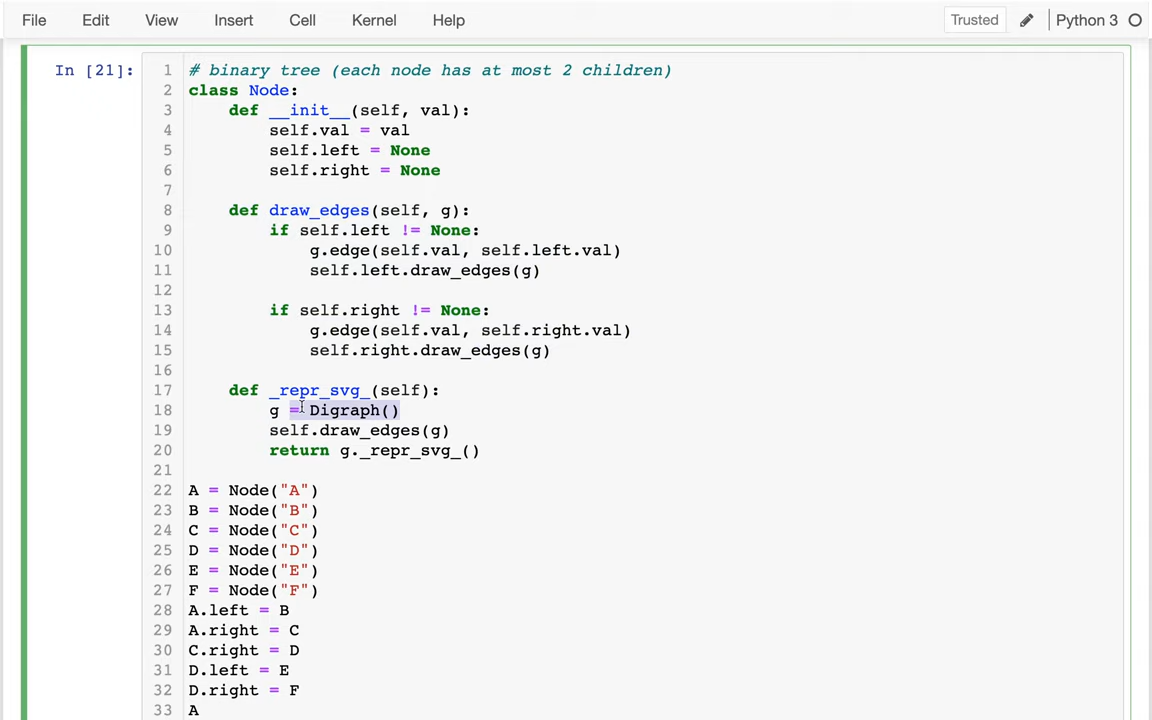 File Edit View Insert Cell Kernel Help Trusted Python 3
In [21]:
1 # binary tree (each node has at most 2 children)
2 class Node:
3     def __init__(self, val):
4         self.val = val
5         self.left = None
6         self.right = None
7
8     def draw_edges(self, g):
9         if self.left != None:
10             g.edge(self.val, self.left.val)
11             self.left.draw_edges(g)
12
13         if self.right != None:
14             g.edge(self.val, self.right.val)
15             self.right.draw_edges(g)
16
17     def _repr_svg_(self):
18         g = Digraph()
19         self.draw_edges(g)
20         return g._repr_svg_()
21
22 A = Node("A")
23 B = Node("B")
24 C = Node("C")
25 D = Node("D")
26 E = Node("E")
27 F = Node("F")
28 A.left = B
29 A.right = C
30 C.right = D
31 D.left = E
32 D.right = F
33 A